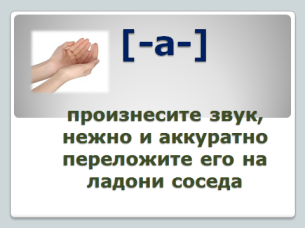 [-а-]
произнесите звук,
нежно и аккуратно
переложите его на
ладони соседа